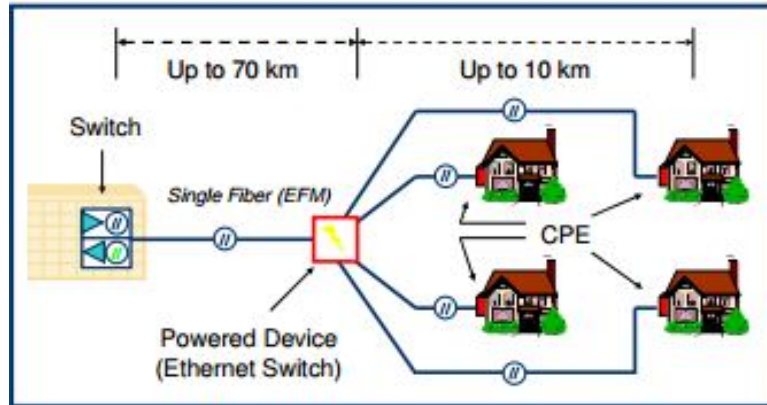 Up to 70 km
Up to 10 km
Switch
Single Fiber (EFM)
CPE
Powered Device
(Ethernet Switch)